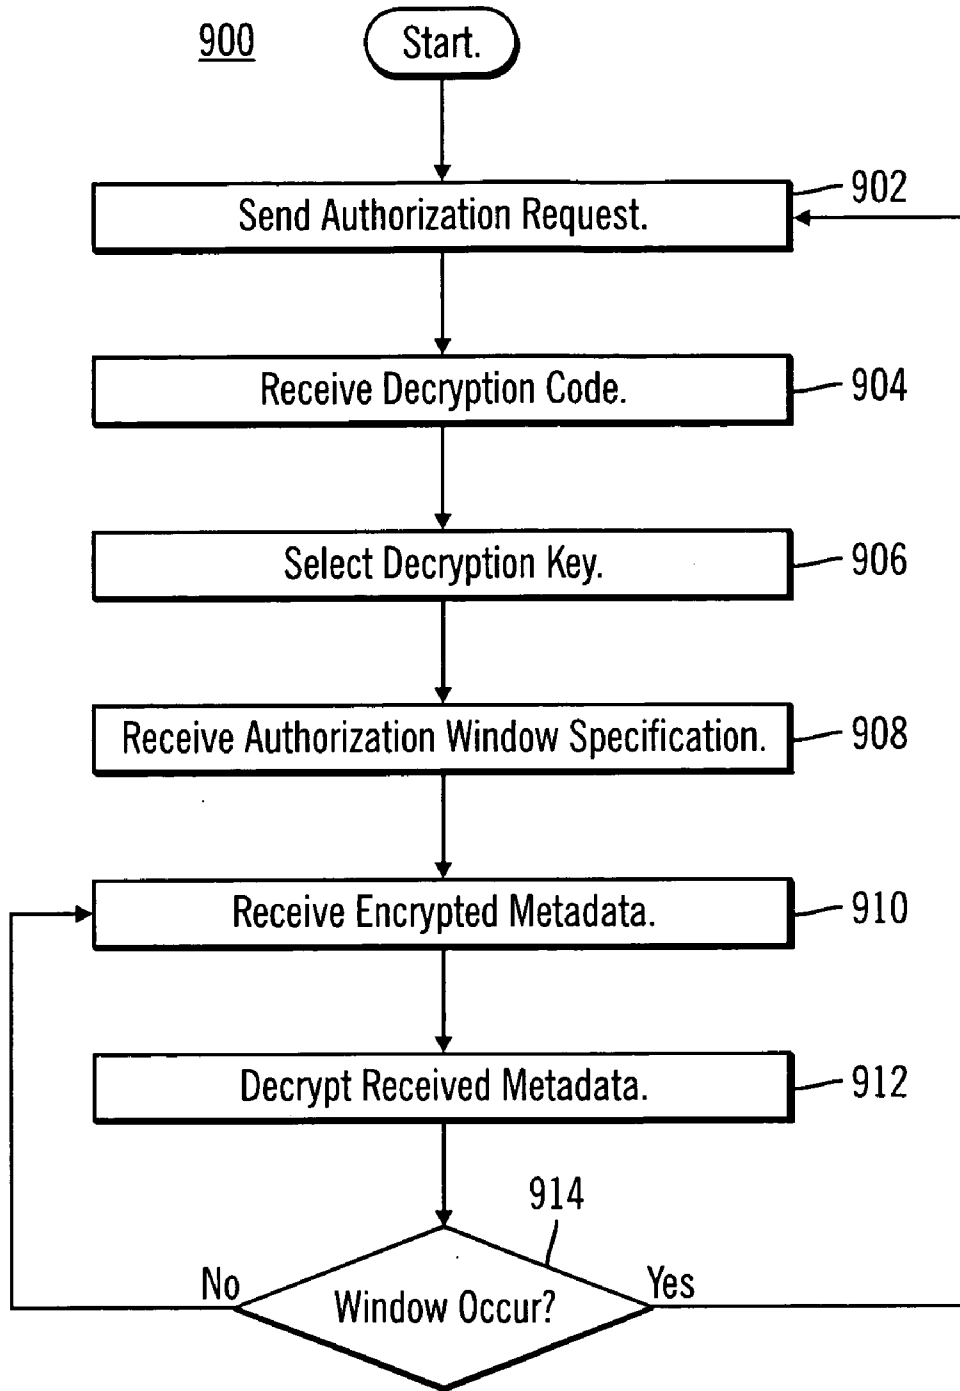 900
Start.
902
Send Authorization Request.
Receive Decryption Code.
904
Select Decryption Key.
906
Receive Authorization Window Specification.
908
Receive Encrypted Metadata.
910
Decrypt Received Metadata.
912
914
No
Yes
Window Occur?